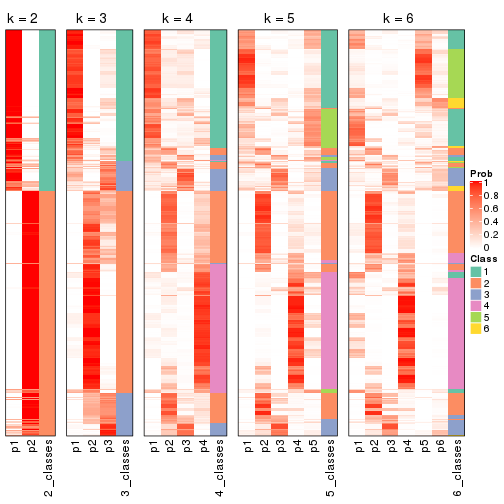 k = 2
k = 3
k = 4
k = 5
k = 6
Prob
1
0.8
0.6
0.4
0.2
0
Class
1
2
3
4
5
6
p1
p2
2_classes
p1
p2
p3
3_classes
p1
p2
p3
p4
4_classes
p1
p2
p3
p4
p5
5_classes
p1
p2
p3
p4
p5
p6
6_classes